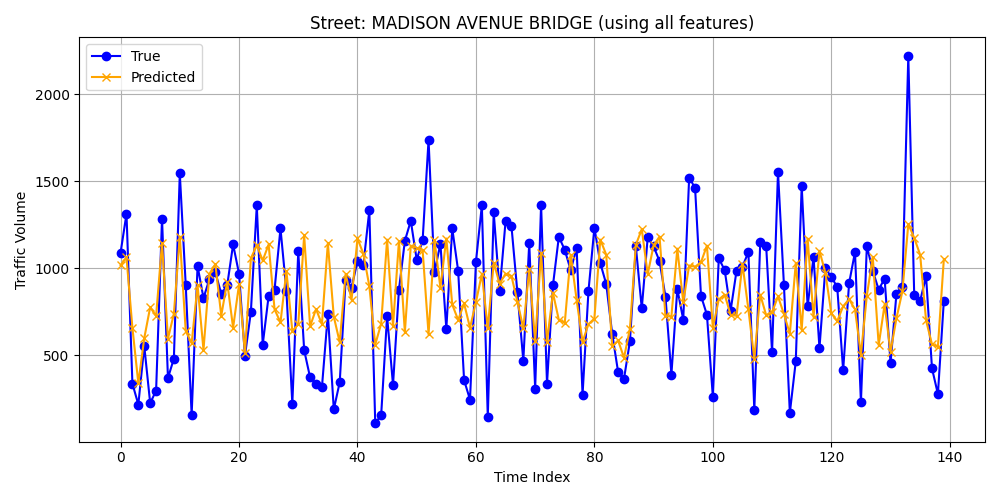 Street: MADISON AVENUE BRIDGE (using all features)
True
Predicted
Traffic Volume
2000
1500
1000
500
0 20 40 60 80 100 120 140
Time Index